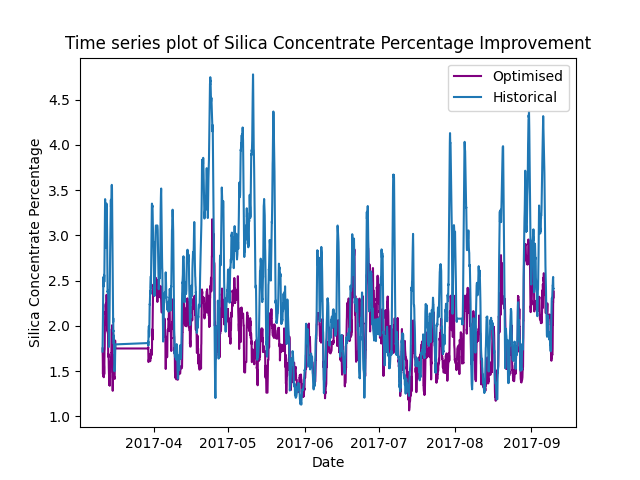 Time series plot of Silica Concentrate Percentage Improvement
Optimised
Historical
Silica Concentrate Percentage
4.5
4.0
3.5
3.0
2.5
2.0
1.5
1.0
2017-04
2017-05
2017-06
2017-07
2017-08
2017-09
Date